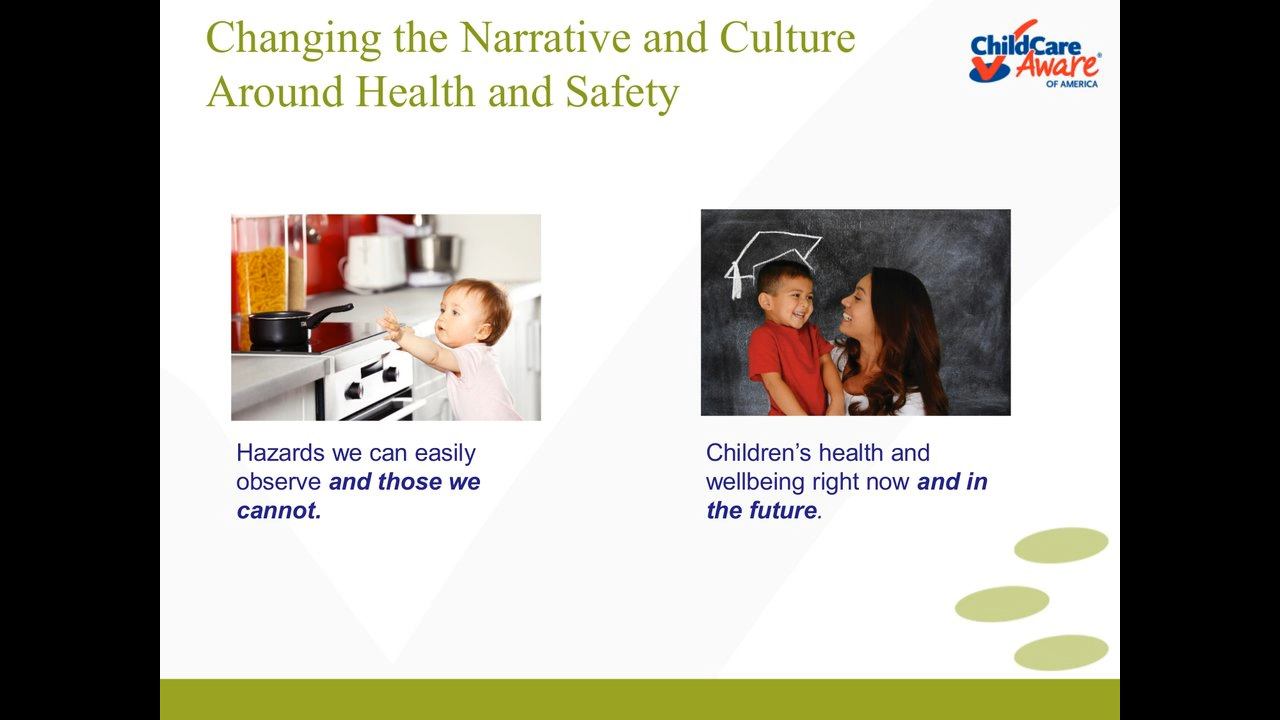 Changing the Narrative and Culture
Around Health and Safety
ChildCare
Aware®
OF AMERICA
Hazards we can easily
observe and those we
cannot.
Children’s health and
wellbeing right now and in
the future.